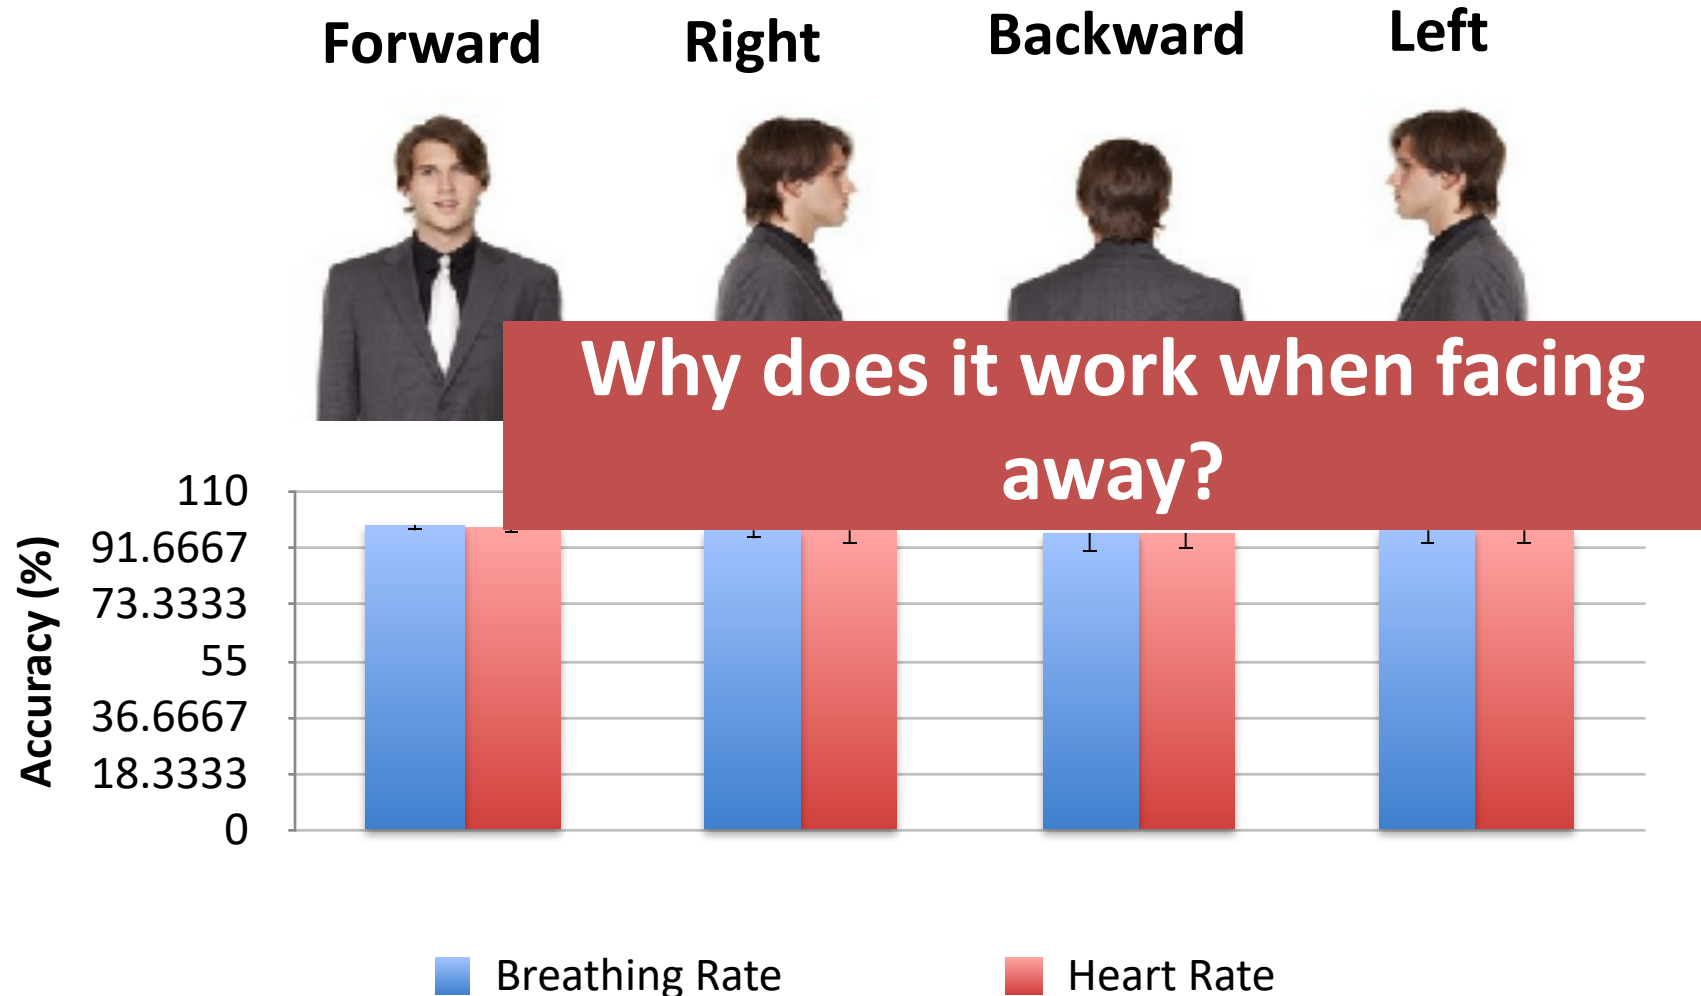 Forward
Right
Backward
Left
Why does it work when facing
away?
Accuracy (%)
110
91.6667
73.3333
55
36.6667
18.3333
0
Breathing Rate
Heart Rate